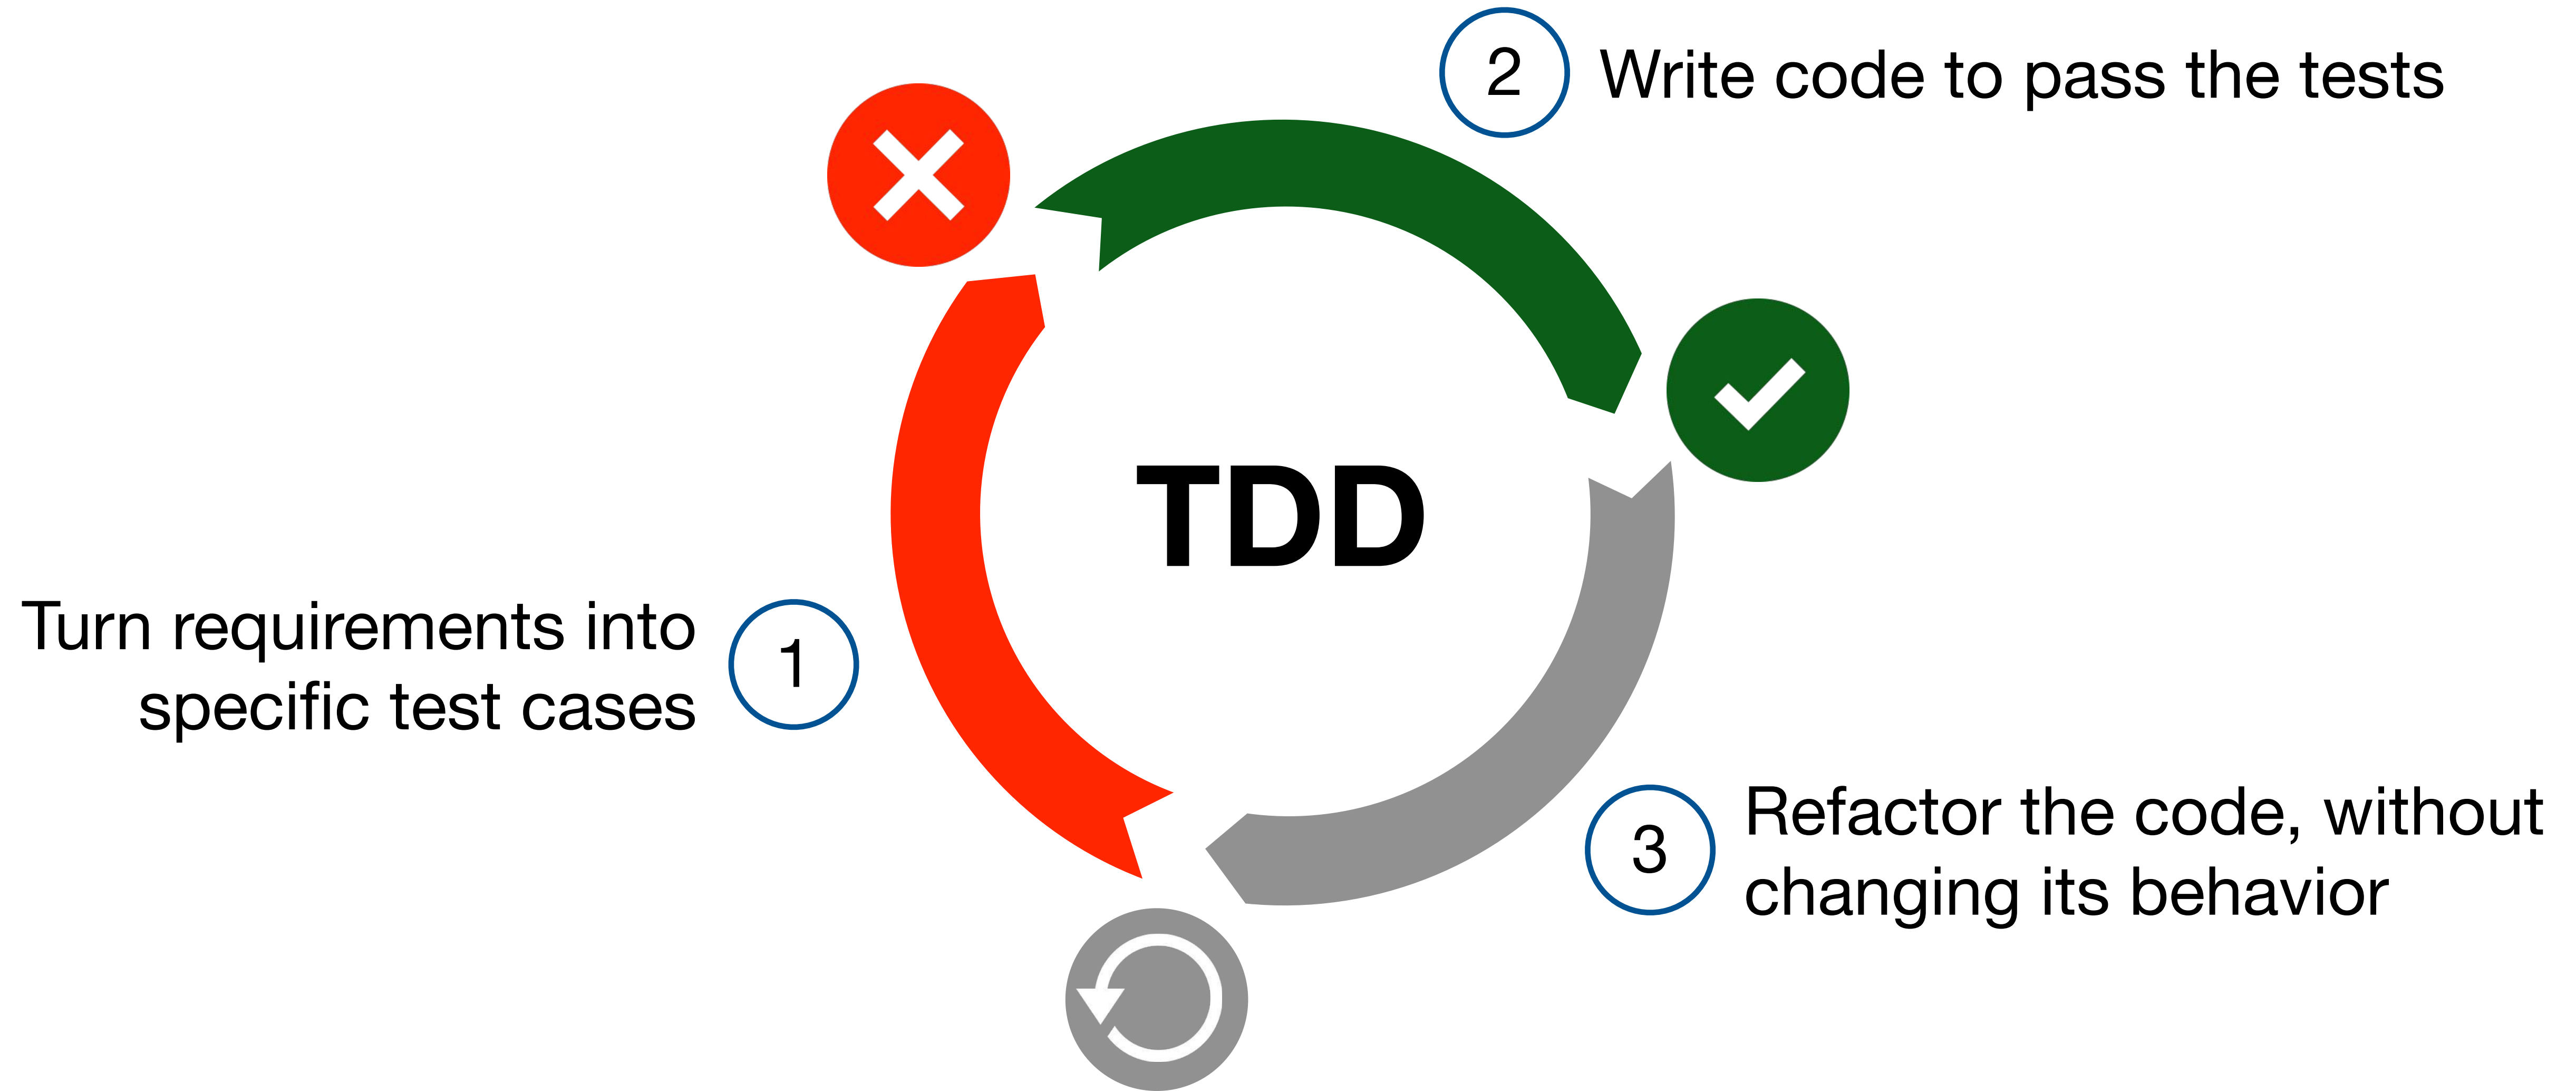 2
Write code to pass the tests
TDD
Turn requirements into
specific test cases
1
3
Refactor the code, without
changing its behavior